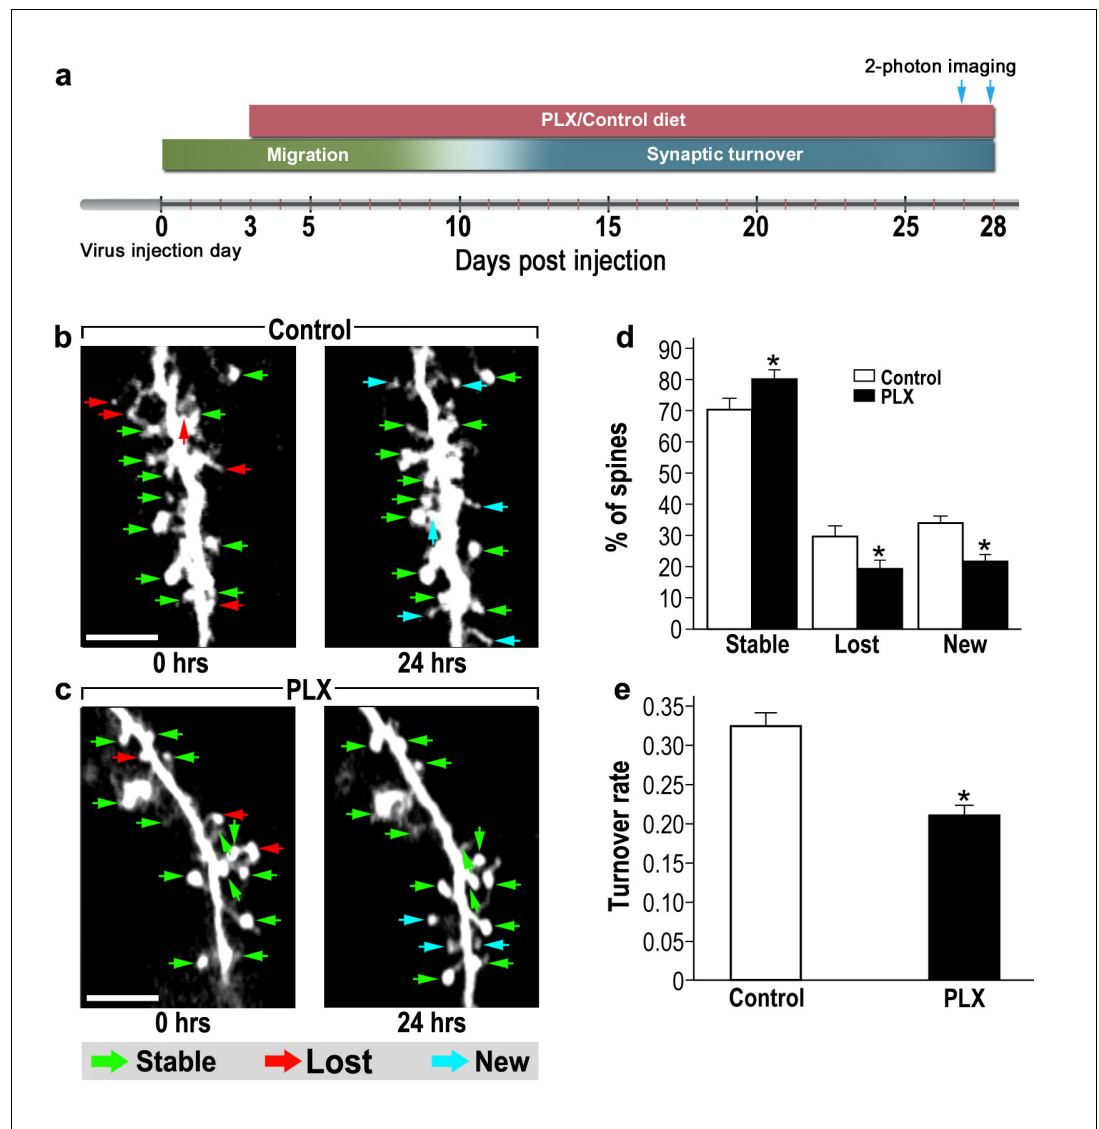 a
2-photon imaging
PLX/Control diet
Migration
Synaptic turnover
0 3 5 10 15 20 25 28
Virus injection day
Days post injection
b
Control
0 hrs
24 hrs
c
PLX
0 hrs
24 hrs
Stable
Lost
New
d
% of spines
90
80
70
60
50
40
30
20
10
0
*
*
*
Control
PLX
Stable
Lost
New
e
Turnover rate
0.35
0.30
0.25
0.20
0.15
0.10
0.05
0
*
Control
PLX